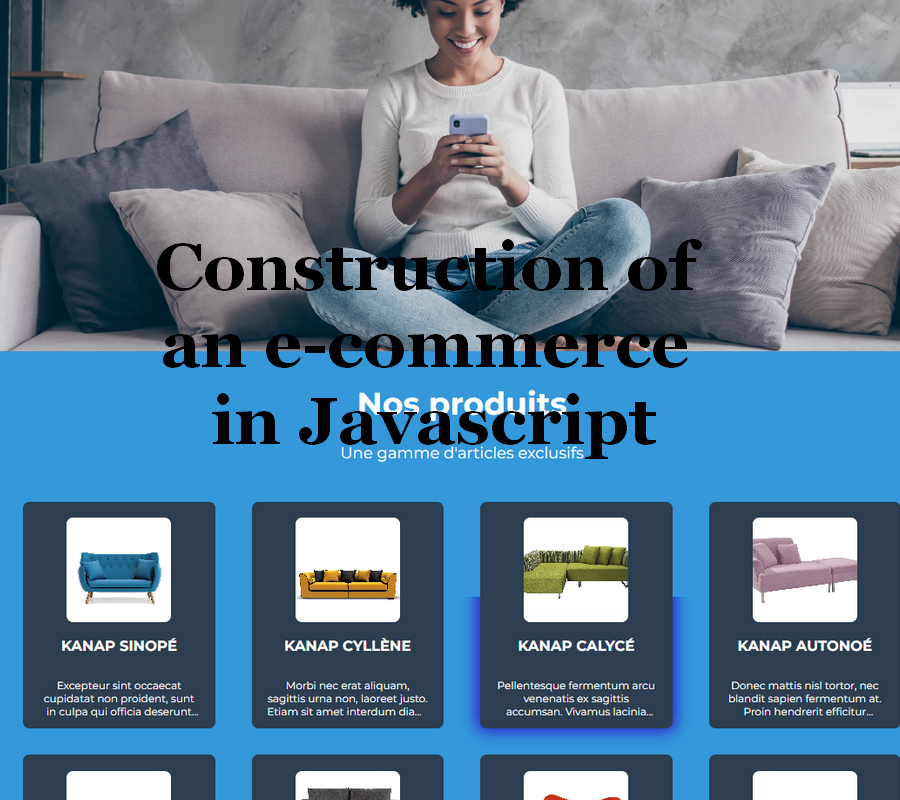 Construction of
an e-commerce
in Javascript
Nos produits
Une gamme d'articles exclusifs
KANAP SINOPÉ
Excepteur sint occaecat
cupidatat non proident, sunt
in culpa qui officia deserunt...
KANAP CYLLÈNE
Morbi nec erat aliquam,
sagittis urna non, laoreet justo.
Etiam sit amet interdum dia...
KANAP CALYCÉ
Pellentesque fermentum arcu
venenatis ex sagittis
accumsan. Vivamus lacinia...
KANAP AUTONOÉ
Donec mattis nisl tortor, nec
blandit sapien fermentum at.
Proin hendrerit efficitur...